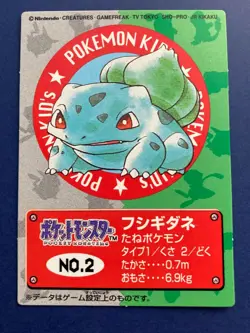 ©Nintendo・CREATURES・GAMEFREAK・TV TOKYO・SHO-PRO・JR KIKAKU
POKEMON KID'S
POKEMON KID'S
ポケットモンスター TM
POCKET MONSTERS
NO.2
フシギダネ
たねポケモン
タイプ1/くさ 2/どく
たかさ‥‥0.7m
おもさ‥‥6.9kg
※データはゲーム設定上のものです。